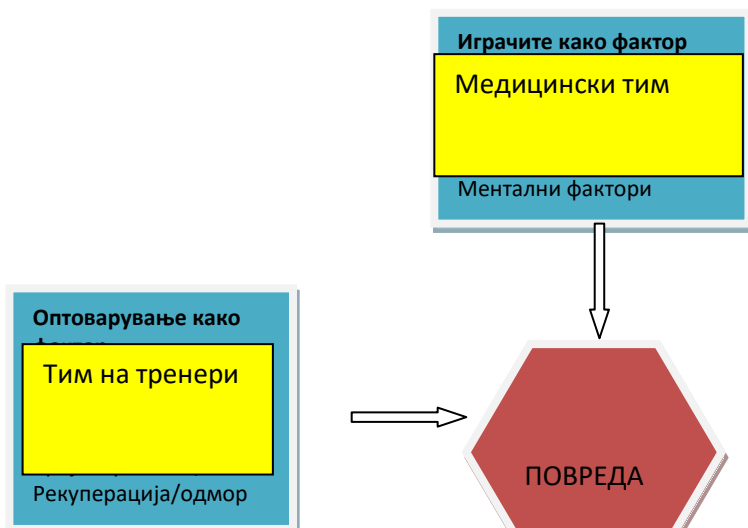 Играчите како фактор
Медицински тим
Ментални фактори
Оптоварување како
Тим на тренери
Рекуперација/одмор
ПОВРЕДА